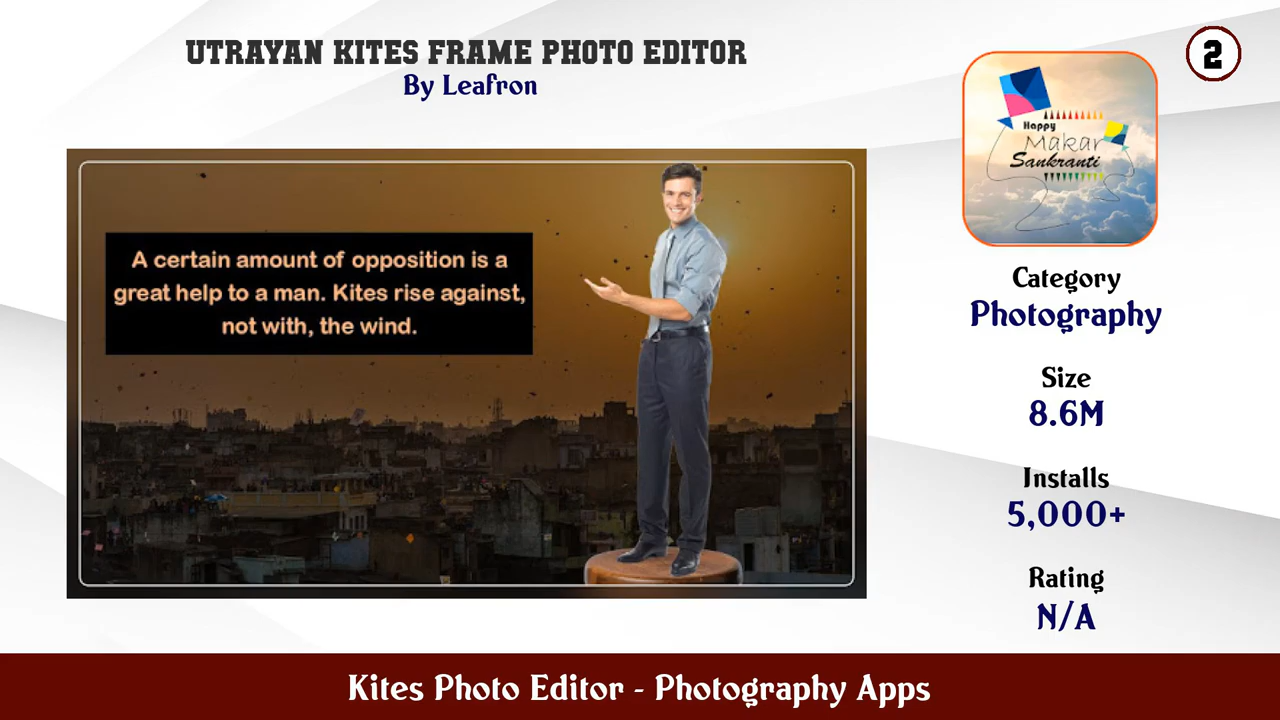 UTRAYAN KITES FRAME PHOTO EDITOR
By Leafron
2
A certain amount of opposition is a
great help to a man. Kites rise against,
not with, the wind.
Happy
Makar
Sankranti
Category
Photography
Size
8.6M
Installs
5,000+
Rating
N/A
Kites Photo Editor - Photography Apps